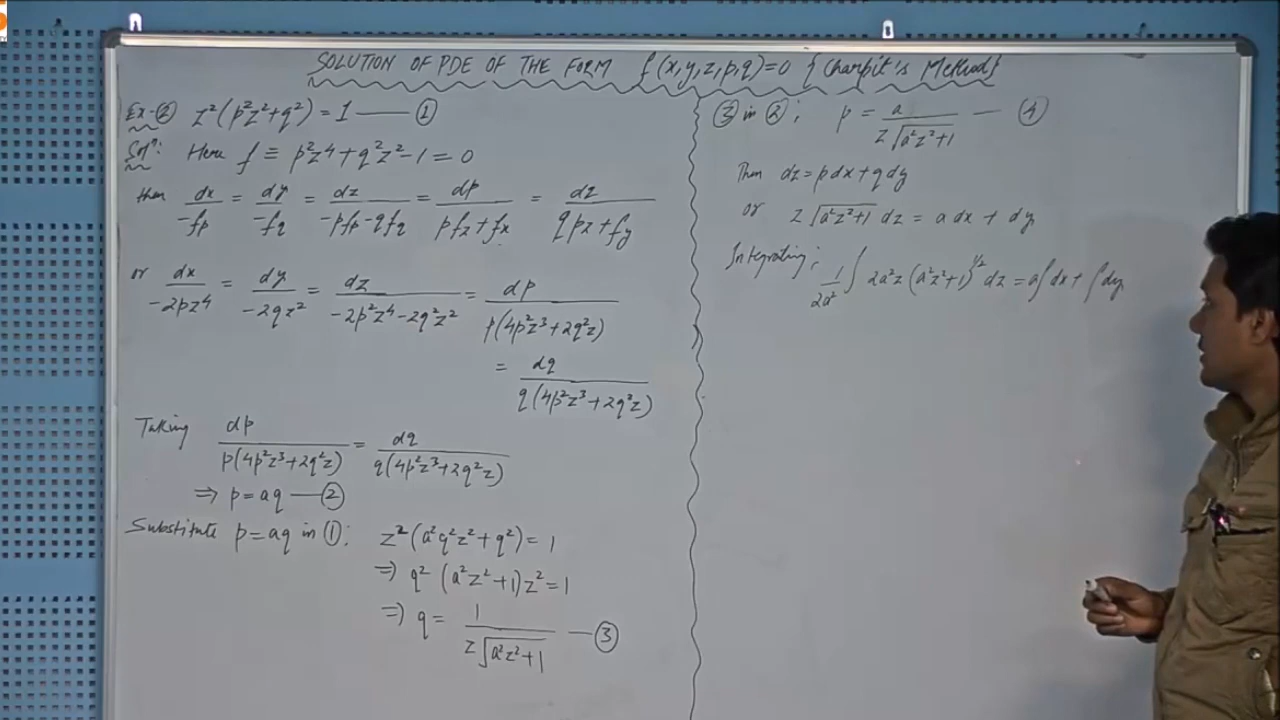 SOLUTION OF PDE OF THE FORM f(x,y,z,p,q)=0 {Charpit's Method}
Ex-② z²(p²z²+q²)=1 — ①
Solⁿ: Here f ≡ p²z⁴+q²z²-1=0
then dx/-fp = dy/-fq = dz/-pfp-qfq = dp/pfz+fx = dz/qpz+fy
or dx/-2pz⁴ = dy/-2qz² = dz/-2p²z⁴-2q²z² = dp/p(4p²z³+2q²z)
= dq/q(4p²z³+2q²z)
Taking dp/p(4p²z³+2q²z) = dq/q(4p²z³+2q²z)
⇒ p=aq — ②
Substitute p=aq in ①: z²(a²q²z²+q²)=1
⇒ q²(a²z²+1)z²=1
⇒ q= 1/z√a²z²+1 — ③
③ in ②; p = a/z√a²z²+1 — ④
Then dz=pdx+qdy
or z√a²z²+1 dz = adx + dy
Integrating; 1/2a² ∫ 2a²z(a²z²+1)^1/2 dz = a∫dx+∫dy